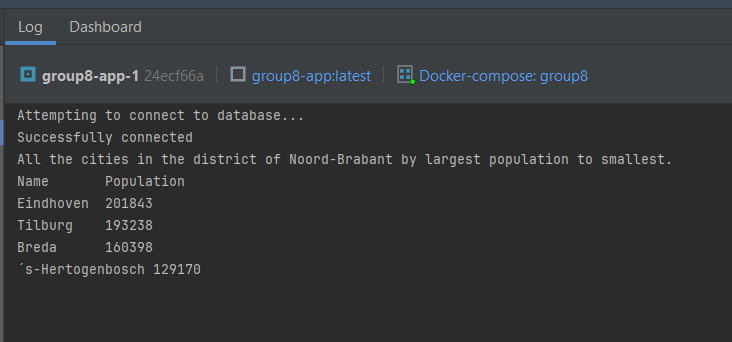 Log Dashboard
group8-app-1 24ecf66a group8-app:latest Docker-compose: group8
Attempting to connect to database...
Successfully connected
All the cities in the district of Noord-Brabant by largest population to smallest.
Name Population
Eindhoven 201843
Tilburg 193238
Breda 160398
´s-Hertogenbosch 129170